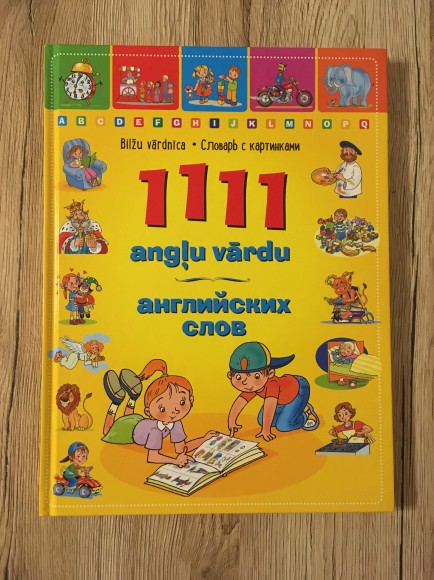 A B C D E F G H I J K L M N O P Q
Bilžu vārdnīca • Словарь с картинками
1111
angļu vārdu
английских
слов